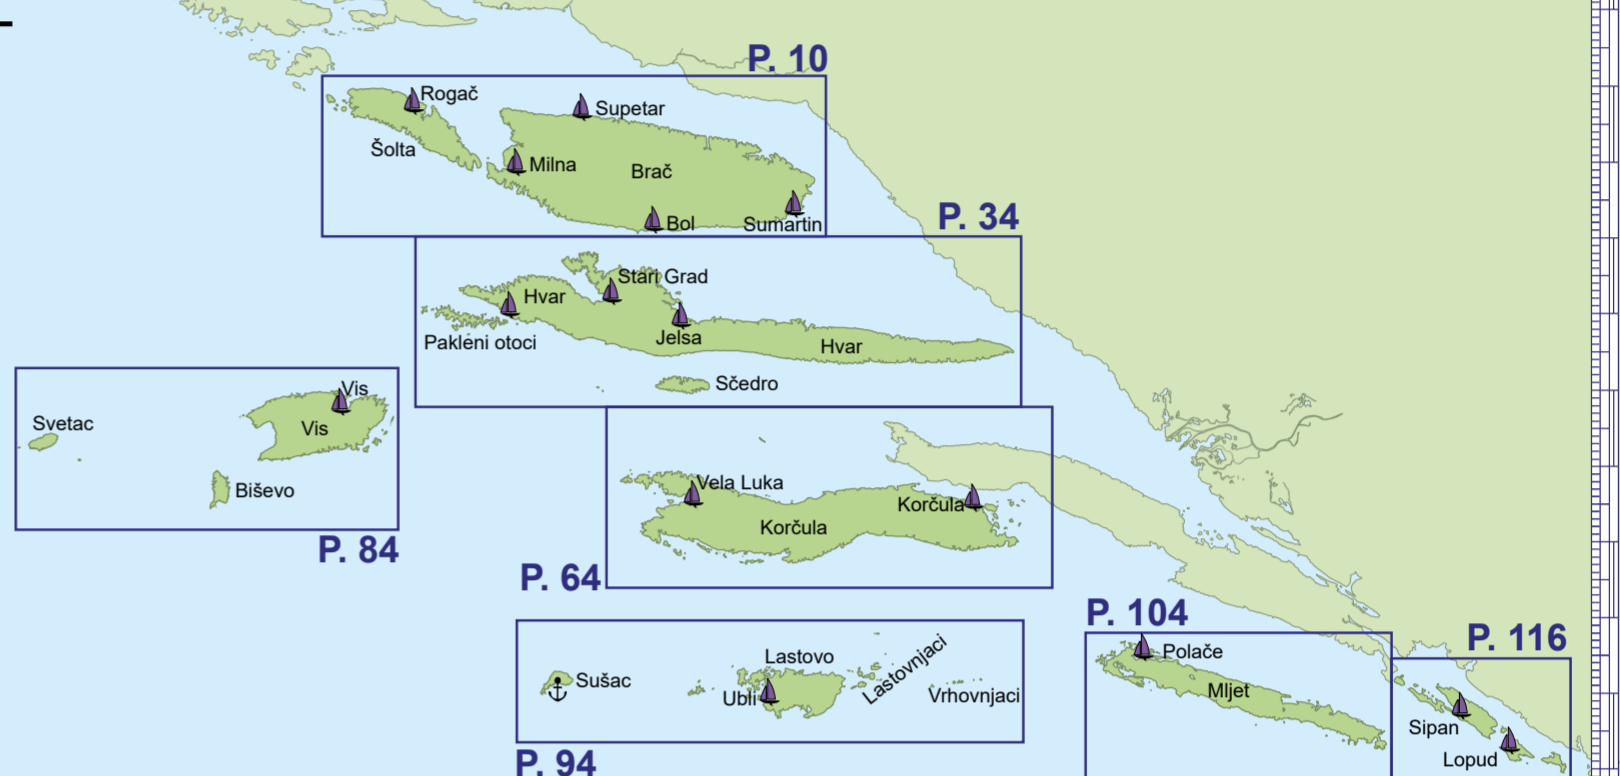 P. 10
Rogač
Supetar
Šolta
Milna
Brač
Bol
Sumartin
P. 34
Stari Grad
Hvar
Pakleni otoci
Jelsa
Hvar
Sčedro
Vis
Svetac
Vis
Biševo
P. 84
Vela Luka
Korčula
Korčula
P. 64
Lastovo
Sušac
Ubli
Lastovnjaci
Vrhovnjaci
P. 94
P. 104
Polače
Mljet
P. 116
Sipan
Lopud